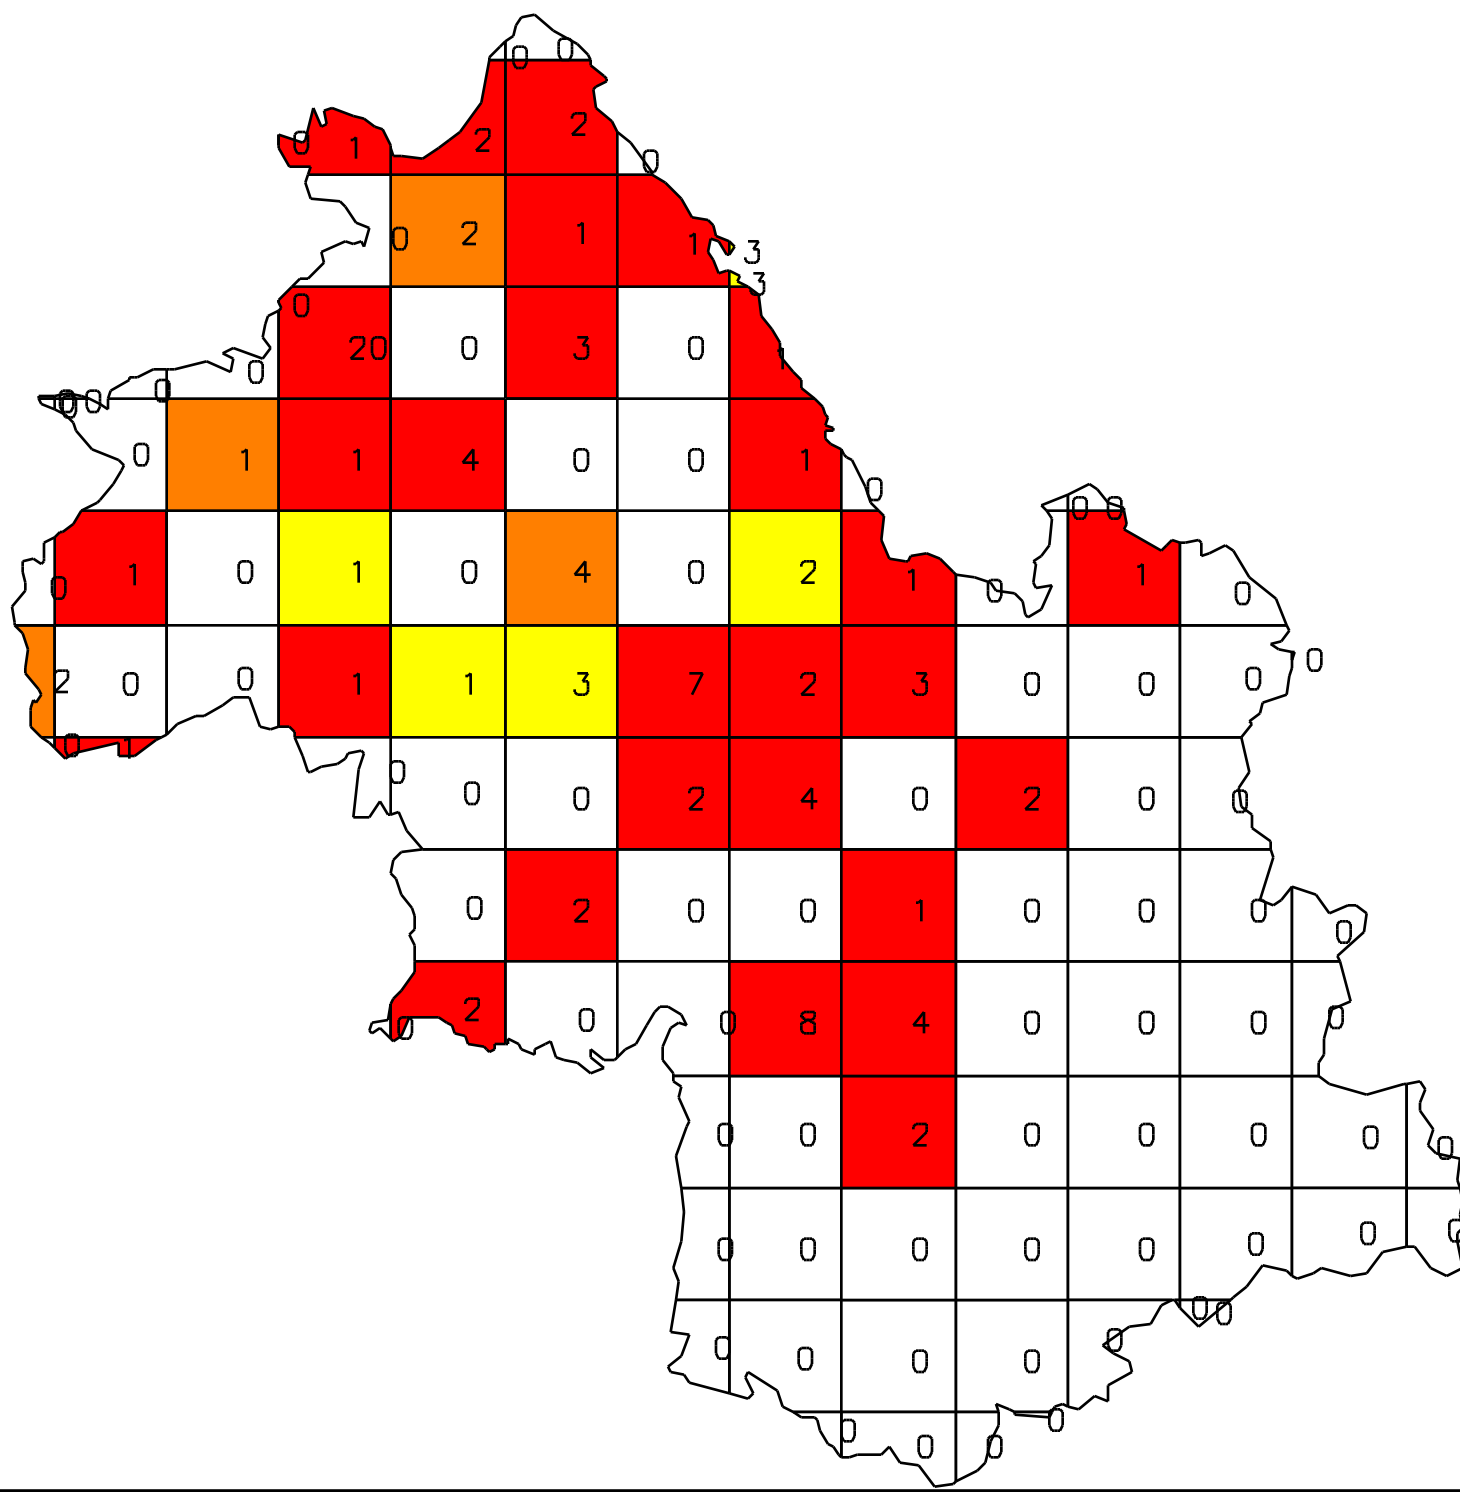 0 0
0 1 2 2 0
0 2 1 1 3
3
0 20 0 3 0 1
0 0 0 0 0
0 1 1 4 0 0 1 0
0 0
0 1 0 1 0 4 0 2 1 0 1 0
2 0 0 1 1 3 7 2 3 0 0 0 0
0 1 0 0 0 2 4 0 2 0 0
0 2 0 0 1 0 0 0 0
2 0 0 0 8 4 0 0 0 0
0 0 2 0 0 0 0 0
0 0 0 0 0 0 0 0
0 0 0 0 0 0 0
0 0 0 0